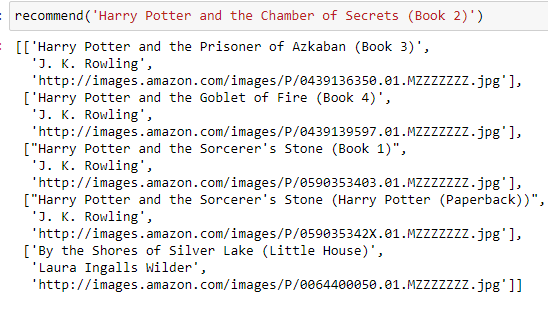 recommend('Harry Potter and the Chamber of Secrets (Book 2)')
[['Harry Potter and the Prisoner of Azkaban (Book 3)',
'J. K. Rowling',
'http://images.amazon.com/images/P/0439136350.01.MZZZZZZZ.jpg'],
['Harry Potter and the Goblet of Fire (Book 4)',
'J. K. Rowling',
'http://images.amazon.com/images/P/0439139597.01.MZZZZZZZ.jpg'],
["Harry Potter and the Sorcerer's Stone (Book 1)",
'J. K. Rowling',
'http://images.amazon.com/images/P/0590353403.01.MZZZZZZZ.jpg'],
["Harry Potter and the Sorcerer's Stone (Harry Potter (Paperback))",
'J. K. Rowling',
'http://images.amazon.com/images/P/059035342X.01.MZZZZZZZ.jpg'],
['By the Shores of Silver Lake (Little House)',
'Laura Ingalls Wilder',
'http://images.amazon.com/images/P/0064400050.01.MZZZZZZZ.jpg']]